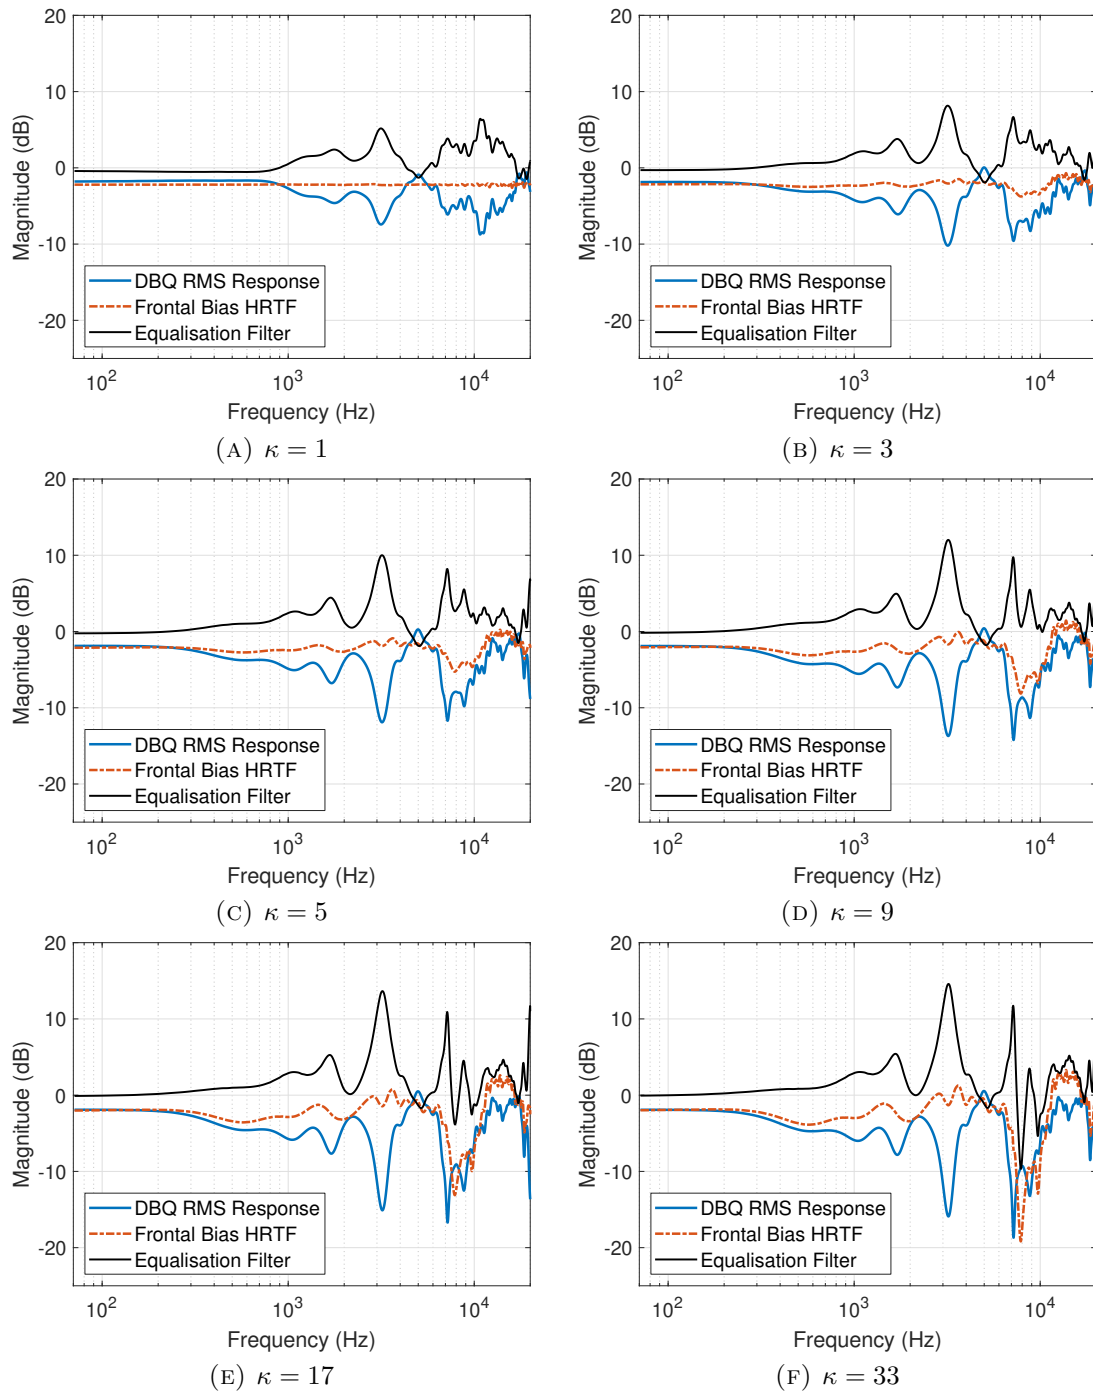 20
10
0
-10
-20
Magnitude (dB)
DBQ RMS Response
Frontal Bias HRTF
Equalisation Filter
10^2
10^3
10^4
Frequency (Hz)
(A) κ = 1
20
10
0
-10
-20
Magnitude (dB)
DBQ RMS Response
Frontal Bias HRTF
Equalisation Filter
10^2
10^3
10^4
Frequency (Hz)
(B) κ = 3
20
10
0
-10
-20
Magnitude (dB)
DBQ RMS Response
Frontal Bias HRTF
Equalisation Filter
10^2
10^3
10^4
Frequency (Hz)
(C) κ = 5
20
10
0
-10
-20
Magnitude (dB)
DBQ RMS Response
Frontal Bias HRTF
Equalisation Filter
10^2
10^3
10^4
Frequency (Hz)
(D) κ = 9
20
10
0
-10
-20
Magnitude (dB)
DBQ RMS Response
Frontal Bias HRTF
Equalisation Filter
10^2
10^3
10^4
Frequency (Hz)
(E) κ = 17
20
10
0
-10
-20
Magnitude (dB)
DBQ RMS Response
Frontal Bias HRTF
Equalisation Filter
10^2
10^3
10^4
Frequency (Hz)
(F) κ = 33